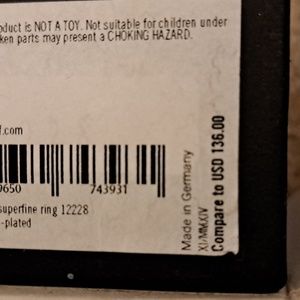 oduct is NOT A TOY. Not suitable for children under
ken parts may present a CHOKING HAZARD.
f.com
9650 743931
superfine ring 12228
-plated
Made in Germany
XI/MMXIV
Compare to USD 136.00